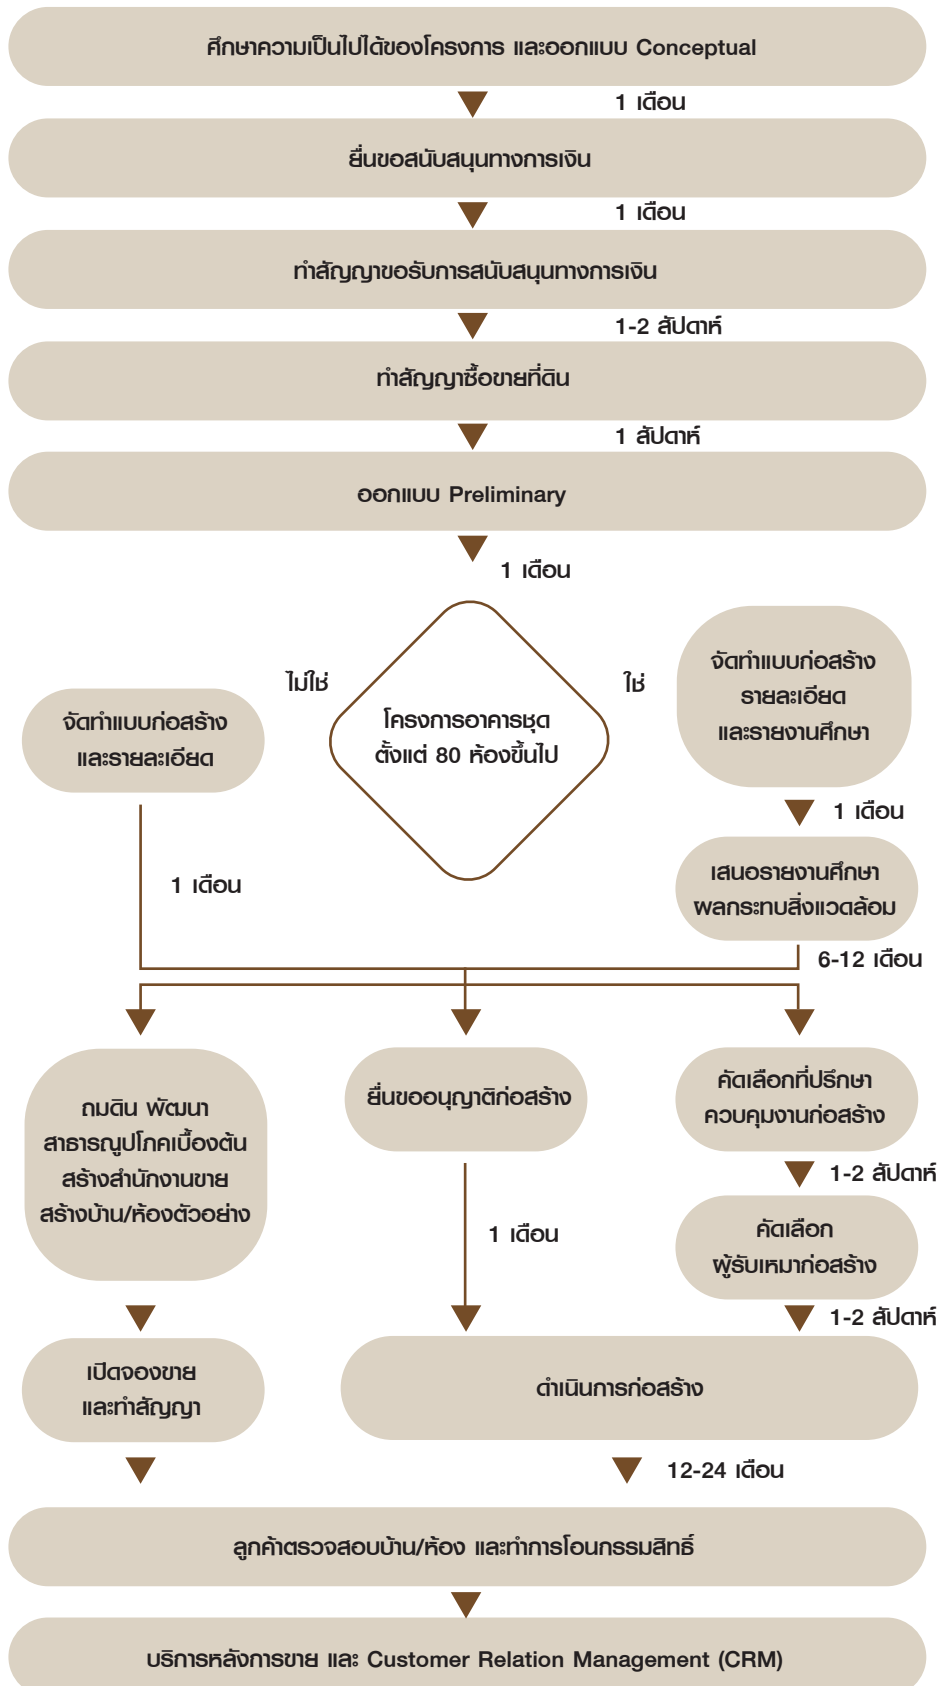 ศึกษาความเป็นไปได้ของโครงการ และออกแบบ Conceptual
1 เดือน
ยื่นขอสนับสนุนทางการเงิน
1 เดือน
ทำสัญญาขอรับการสนับสนุนทางการเงิน
1-2 สัปดาห์
ทำสัญญาซื้อขายที่ดิน
1 สัปดาห์
ออกแบบ Preliminary
1 เดือน
ไม่ใช่
ใช่
โครงการอาคารชุด
ตั้งแต่ 80 ห้องขึ้นไป
จัดทำแบบก่อสร้าง
และรายละเอียด
1 เดือน
จัดทำแบบก่อสร้าง
รายละเอียด
และรายงานศึกษา
1 เดือน
เสนอรายงานศึกษา
ผลกระทบสิ่งแวดล้อม
6-12 เดือน
ถมดิน พัฒนา
สาธารณูปโภคเบื้องต้น
สร้างสำนักงานขาย
สร้างบ้าน/ห้องตัวอย่าง
ยื่นขออนุญาติก่อสร้าง
1 เดือน
คัดเลือกที่ปรึกษา
ควบคุมงานก่อสร้าง
1-2 สัปดาห์
คัดเลือก
ผู้รับเหมาก่อสร้าง
1-2 สัปดาห์
เปิดจองขาย
และทำสัญญา
ดำเนินการก่อสร้าง
12-24 เดือน
ลูกค้าตรวจสอบบ้าน/ห้อง และทำการโอนกรรมสิทธิ์
บริการหลังการขาย และ Customer Relation Management (CRM)